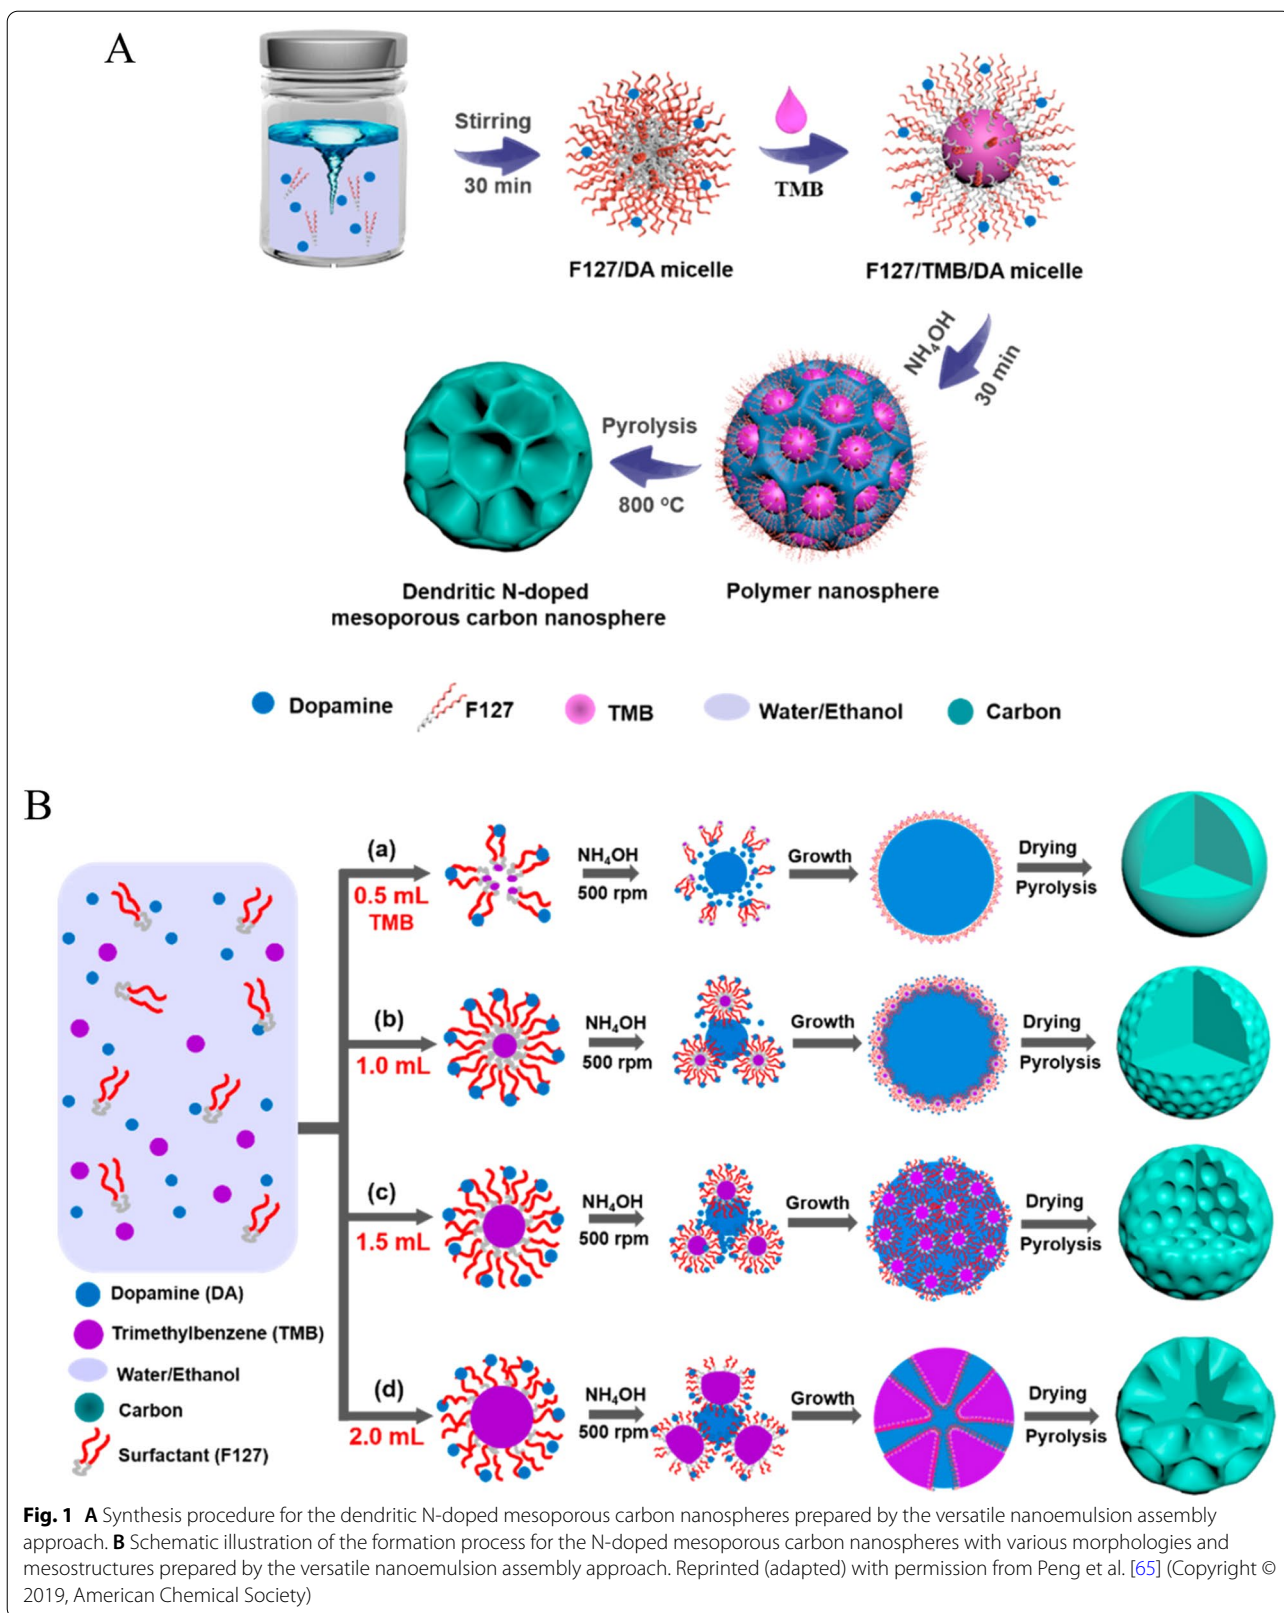 A
Stirring
30 min
TMB
F127/DA micelle
F127/TMB/DA micelle
NH₄OH
30 min
Pyrolysis
800 °C
Dendritic N-doped
mesoporous carbon nanosphere
Polymer nanosphere
Dopamine
F127
TMB
Water/Ethanol
Carbon
B
(a)
0.5 mL
TMB
NH₄OH
500 rpm
Growth
Drying
Pyrolysis
(b)
1.0 mL
NH₄OH
500 rpm
Growth
Drying
Pyrolysis
(c)
1.5 mL
NH₄OH
500 rpm
Growth
Drying
Pyrolysis
(d)
2.0 mL
NH₄OH
500 rpm
Growth
Drying
Pyrolysis
Dopamine (DA)
Trimethylbenzene (TMB)
Water/Ethanol
Carbon
Surfactant (F127)
Fig. 1 A Synthesis procedure for the dendritic N-doped mesoporous carbon nanospheres prepared by the versatile nanoemulsion assembly
approach. B Schematic illustration of the formation process for the N-doped mesoporous carbon nanospheres with various morphologies and
mesostructures prepared by the versatile nanoemulsion assembly approach. Reprinted (adapted) with permission from Peng et al. [65] (Copyright ©
2019, American Chemical Society)